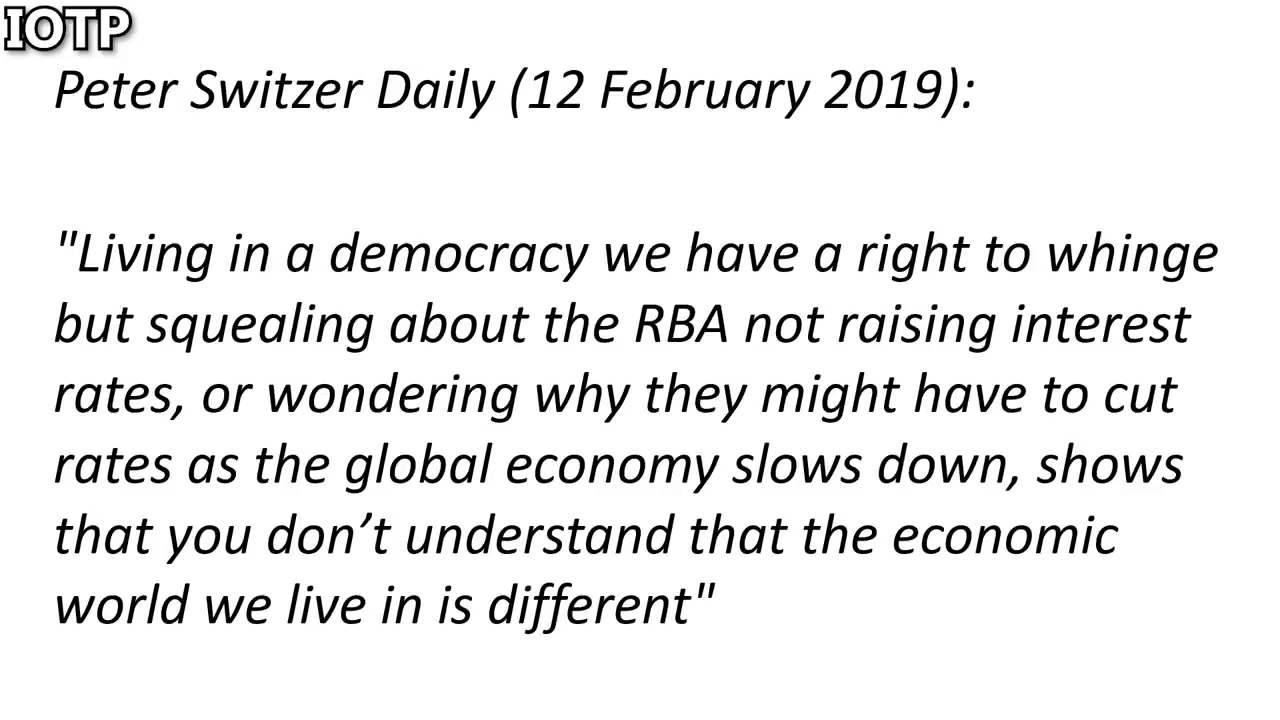 IOTP
Peter Switzer Daily (12 February 2019):
"Living in a democracy we have a right to whinge
but squealing about the RBA not raising interest
rates, or wondering why they might have to cut
rates as the global economy slows down, shows
that you don’t understand that the economic
world we live in is different"